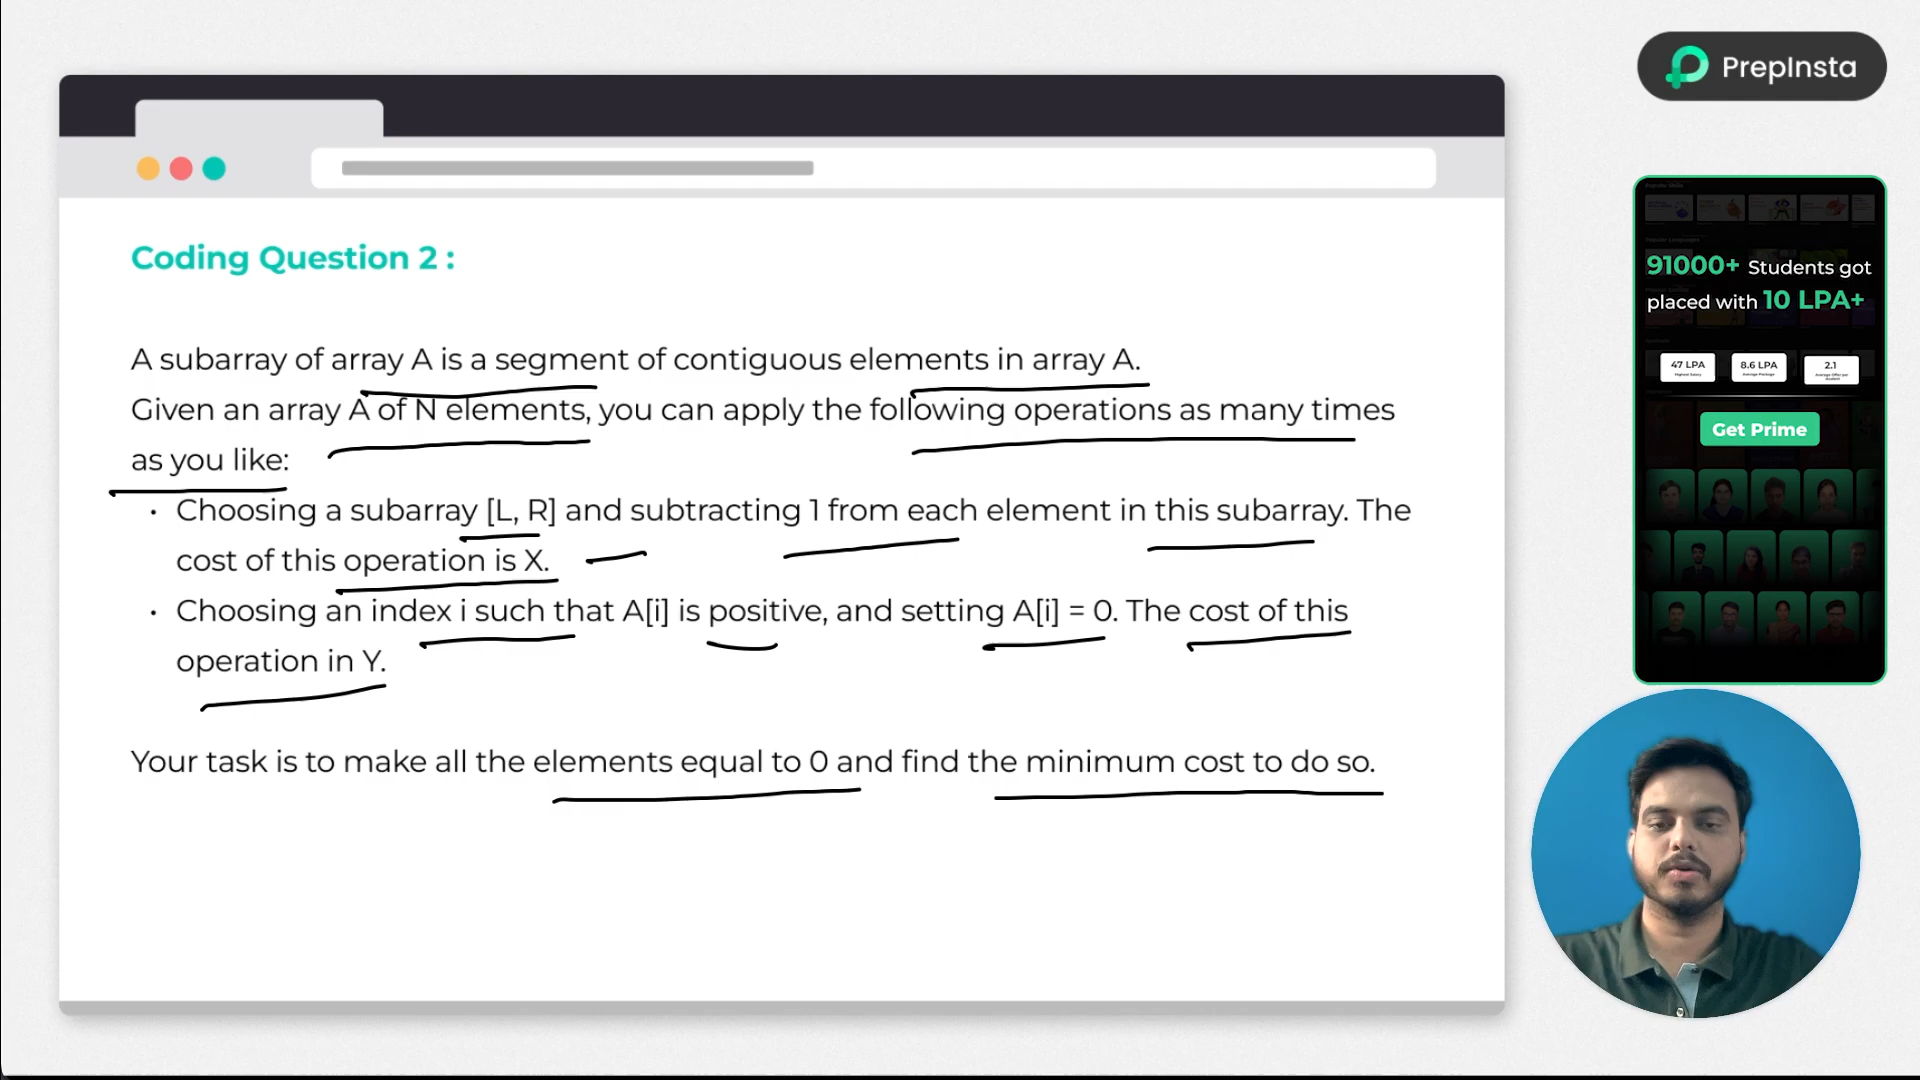 PrepInsta
Coding Question 2 :
A subarray of array A is a segment of contiguous elements in array A.
Given an array A of N elements, you can apply the following operations as many times
as you like:
• Choosing a subarray [L, R] and subtracting 1 from each element in this subarray. The
cost of this operation is X.
• Choosing an index i such that A[i] is positive, and setting A[i] = 0. The cost of this
operation in Y.
Your task is to make all the elements equal to 0 and find the minimum cost to do so.
91000+ Students got
placed with 10 LPA+
47 LPA
8.6 LPA
2.1
Get Prime